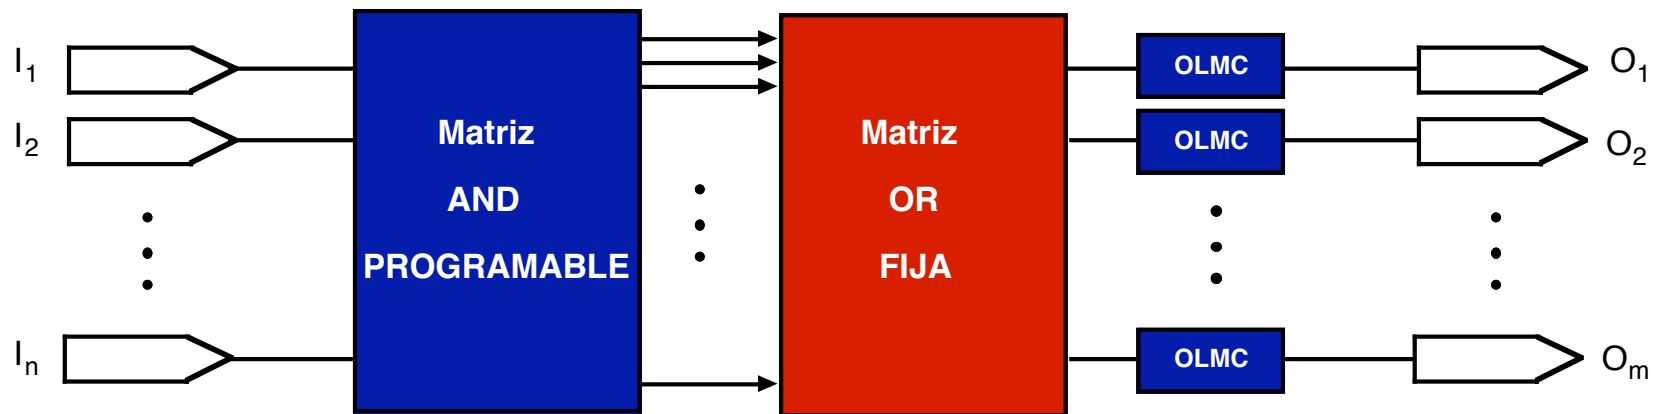 I1
I2
In
Matriz
AND
PROGRAMABLE
Matriz
OR
FIJA
OLMC
OLMC
OLMC
O1
O2
Om